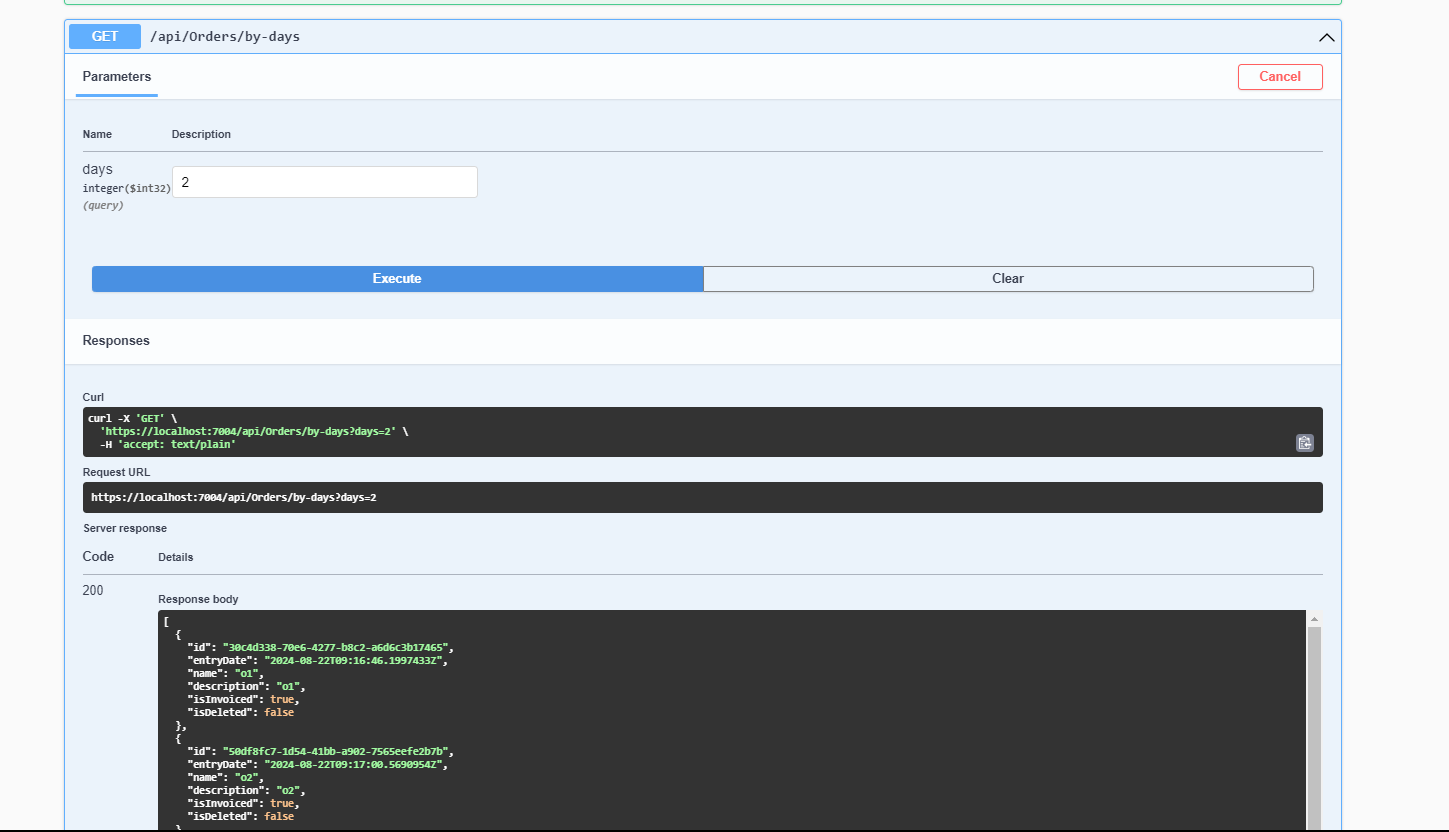 GET /api/Orders/by-days
Parameters
Cancel
Name Description
days
integer($int32)
(query)
2
Execute Clear
Responses
Curl
curl -X 'GET' \
  'https://localhost:7004/api/Orders/by-days?days=2' \
  -H 'accept: text/plain'
Request URL
https://localhost:7004/api/Orders/by-days?days=2
Server response
Code Details
200
Response body
[
  {
    "id": "30c4d338-70e6-4277-b8c2-a6d6c3b17465",
    "entryDate": "2024-08-22T09:16:46.1997433Z",
    "name": "o1",
    "description": "o1",
    "isInvoiced": true,
    "isDeleted": false
  },
  {
    "id": "50df8fc7-1d54-41bb-a902-7565eefe2b7b",
    "entryDate": "2024-08-22T09:17:00.5690954Z",
    "name": "o2",
    "description": "o2",
    "isInvoiced": true,
    "isDeleted": false
  }